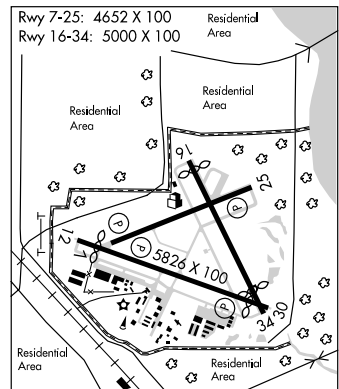 Rwy 7-25: 4652 X 100
Rwy 16-34: 5000 X 100
Residential
Area
Residential
Area
Residential
Area
16
25
P
P
12
7
P
5826 X 100
P
30
34
Residential
Area
Residential
Area